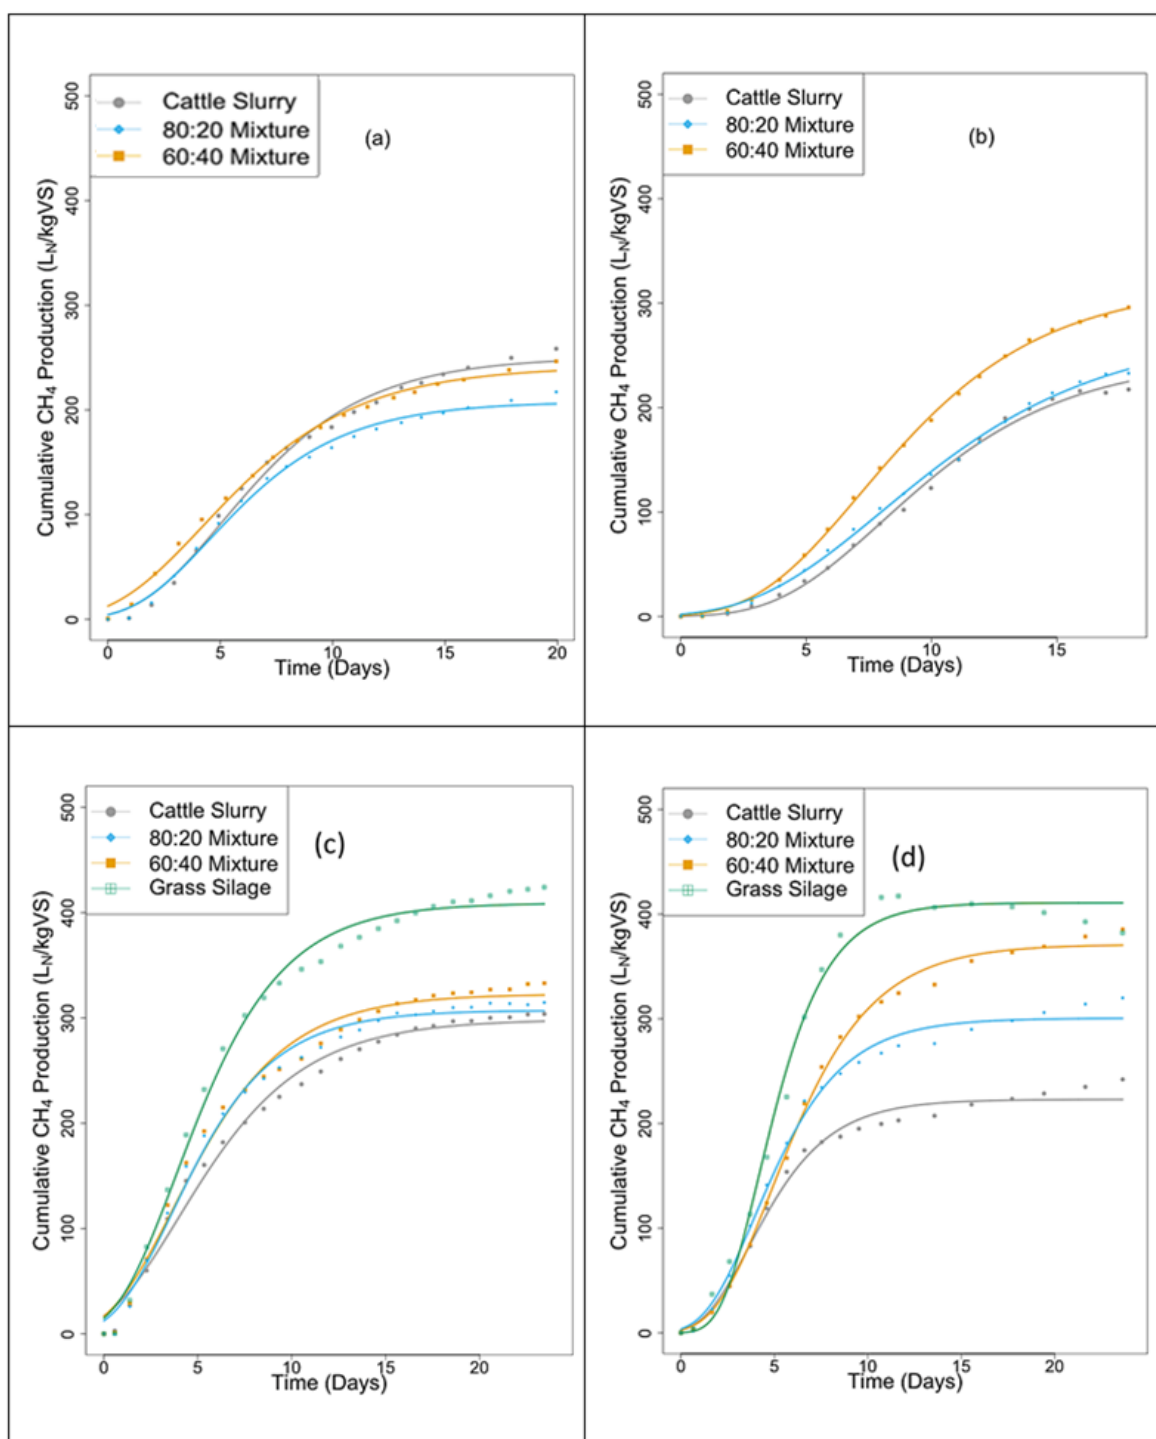 500
400
300
200
100
0
Cumulative CH4 Production (LN/kgVS)
Cattle Slurry
80:20 Mixture
60:40 Mixture
(a)
0 5 10 15 20
Time (Days)
500
400
300
200
100
0
Cumulative CH4 Production (LN/kgVS)
Cattle Slurry
80:20 Mixture
60:40 Mixture
(b)
0 5 10 15
Time (Days)
500
400
300
200
100
0
Cumulative CH4 Production (LN/kgVS)
Cattle Slurry
80:20 Mixture
60:40 Mixture
Grass Silage
(c)
0 5 10 15 20
Time (Days)
500
400
300
200
100
0
Cumulative CH4 Production (LN/kgVS)
Cattle Slurry
80:20 Mixture
60:40 Mixture
Grass Silage
(d)
0 5 10 15 20
Time (Days)